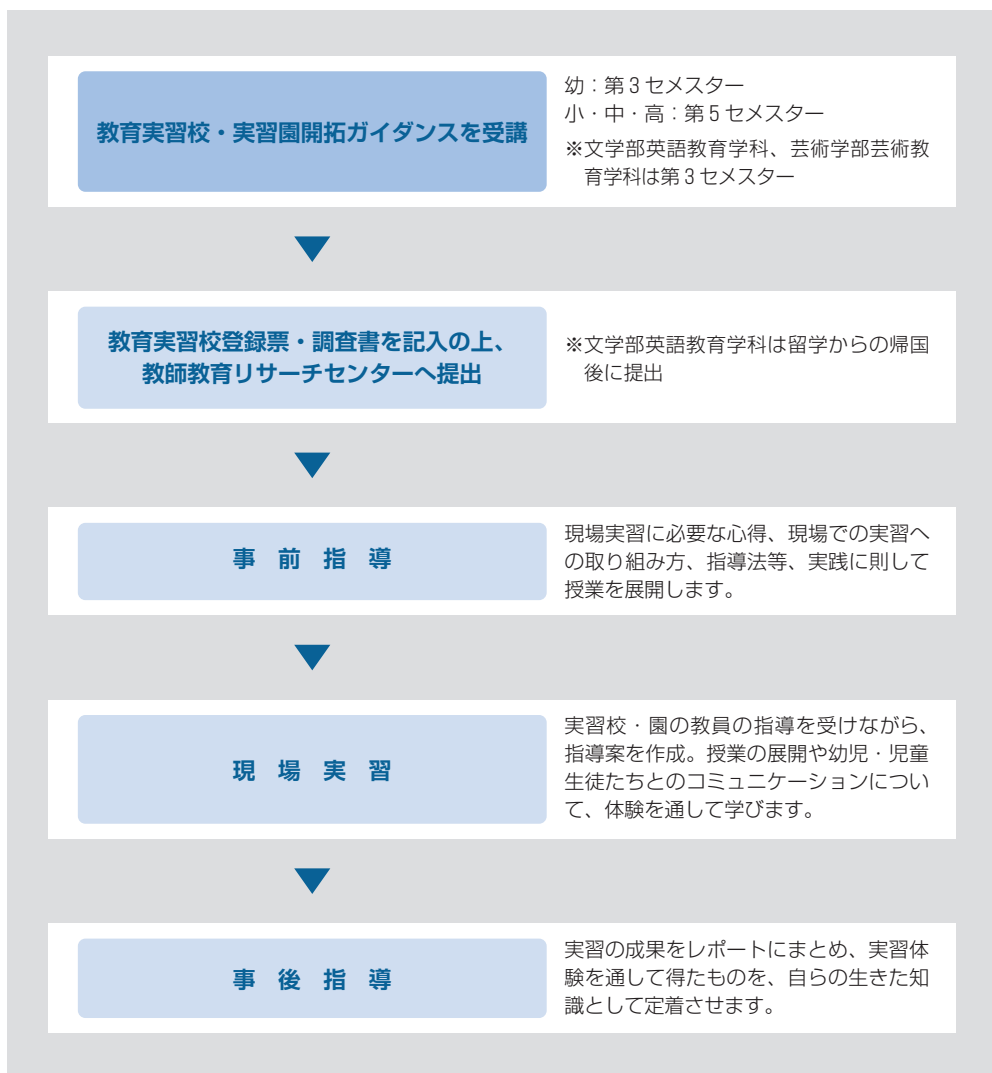 教育実習校・実習園開拓ガイダンスを受講
幼：第3セメスター
小・中・高：第5セメスター
※文学部英語教育学科、芸術学部芸術教
育学科は第3セメスター
教育実習校登録票・調査書を記入の上、
教師教育リサーチセンターへ提出
※文学部英語教育学科は留学からの帰国
後に提出
事　前　指　導
現場実習に必要な心得、現場での実習へ
の取り組み方、指導法等、実践に則して
授業を展開します。
現　場　実　習
実習校・園の教員の指導を受けながら、
指導案を作成。授業の展開や幼児・児童
生徒たちとのコミュニケーションについ
て、体験を通して学びます。
事　後　指　導
実習の成果をレポートにまとめ、実習体
験を通して得たものを、自らの生きた知
識として定着させます。